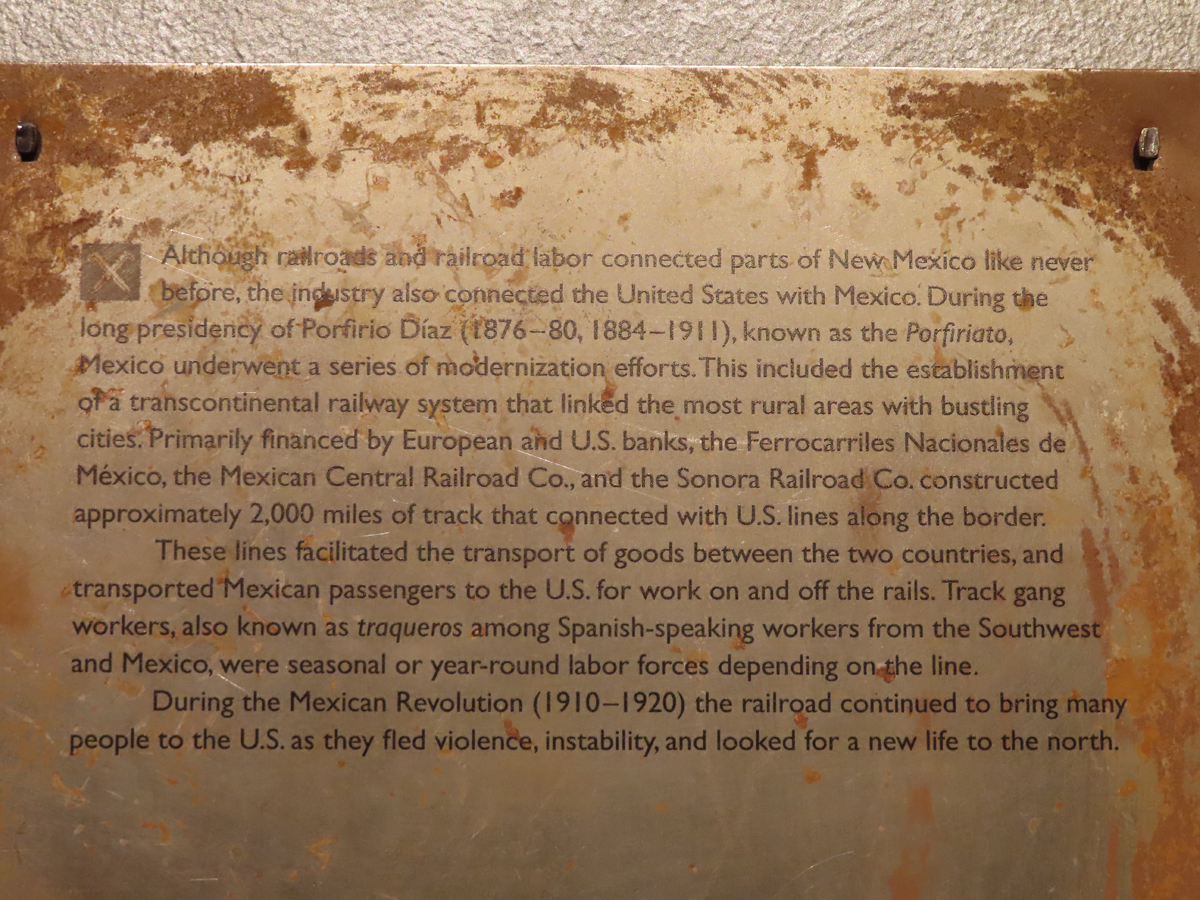 Although railroads and railroad labor connected parts of New Mexico like never
before, the industry also connected the United States with Mexico. During the
long presidency of Porfirio Díaz (1876–80, 1884–1911), known as the Porfiriato,
Mexico underwent a series of modernization efforts. This included the establishment
of a transcontinental railway system that linked the most rural areas with bustling
cities. Primarily financed by European and U.S. banks, the Ferrocarriles Nacionales de
México, the Mexican Central Railroad Co., and the Sonora Railroad Co. constructed
approximately 2,000 miles of track that connected with U.S. lines along the border.
These lines facilitated the transport of goods between the two countries, and
transported Mexican passengers to the U.S. for work on and off the rails. Track gang
workers, also known as traqueros among Spanish-speaking workers from the Southwest
and Mexico, were seasonal or year-round labor forces depending on the line.
During the Mexican Revolution (1910–1920) the railroad continued to bring many
people to the U.S. as they fled violence, instability, and looked for a new life to the north.